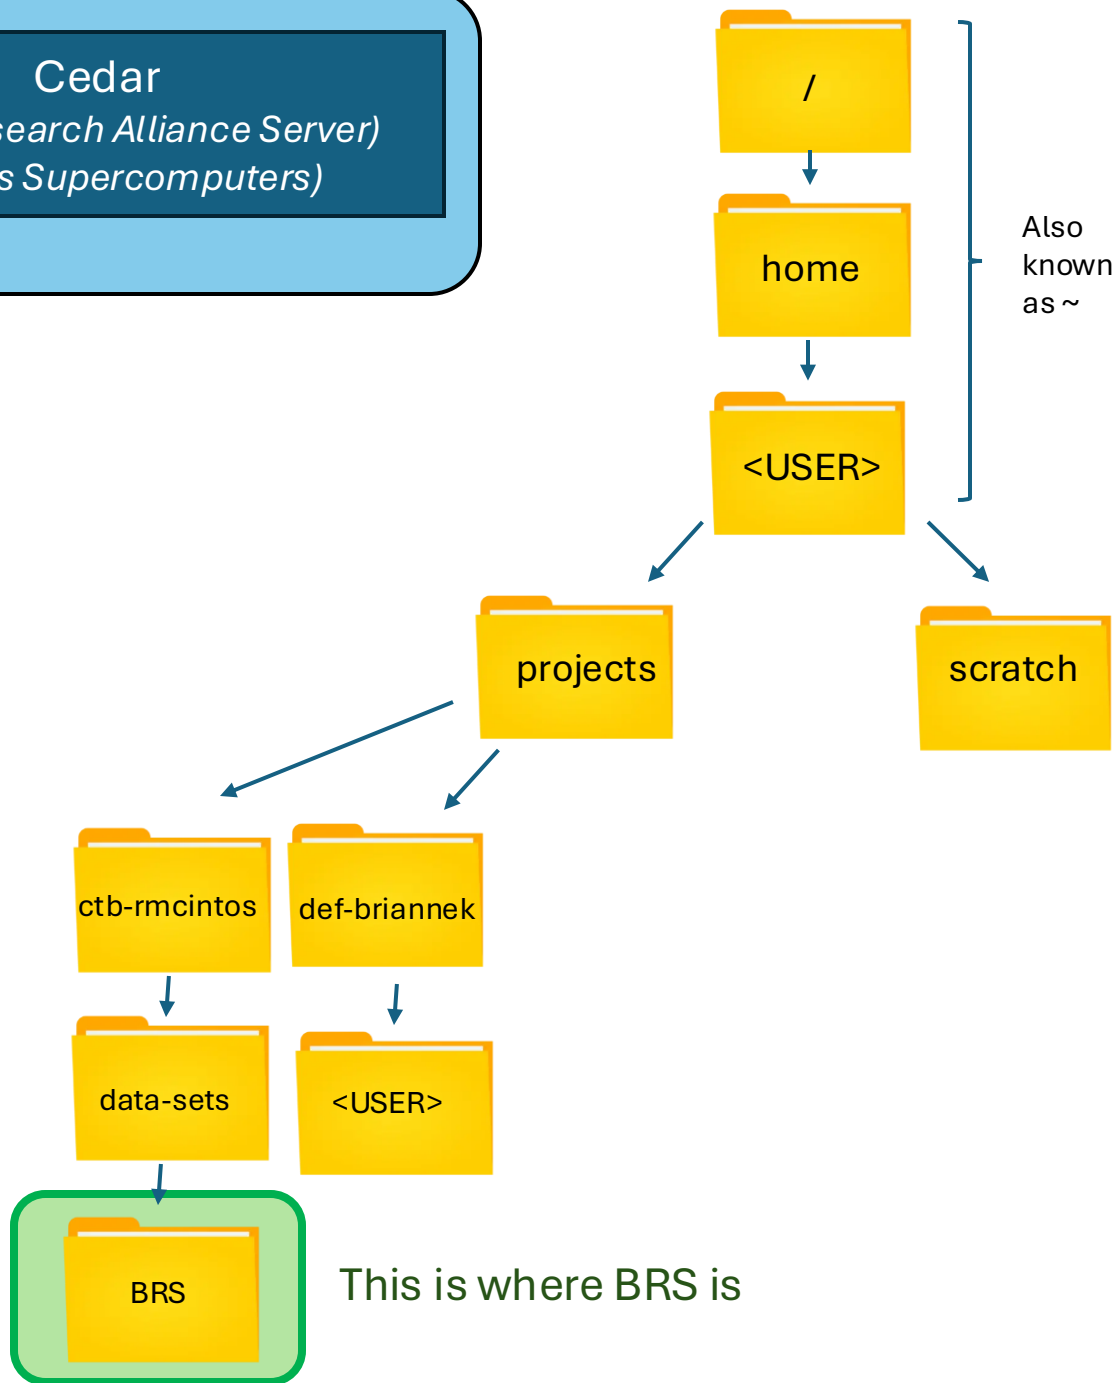 Cedar
search Alliance Server)
s Supercomputers)
/
home
Also
known
as ~
<USER>
projects
scratch
ctb-rmcintos
def-briannek
data-sets
<USER>
BRS
This is where BRS is